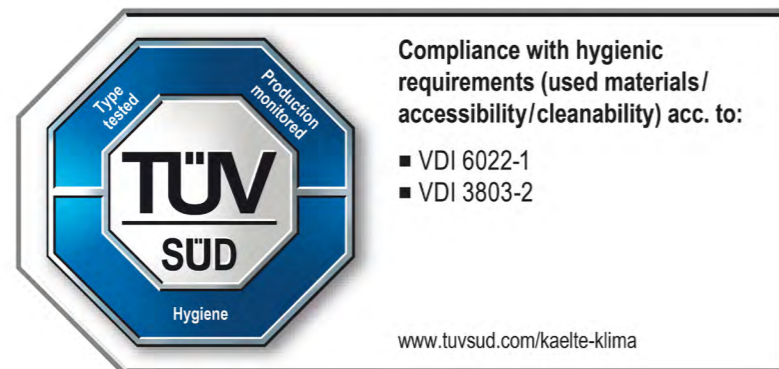 Type
tested
Production
monitored
TÜV
SÜD
Hygiene
Compliance with hygienic
requirements (used materials/
accessibility/cleanability) acc. to:
■ VDI 6022-1
■ VDI 3803-2
www.tuvsud.com/kaelte-klima